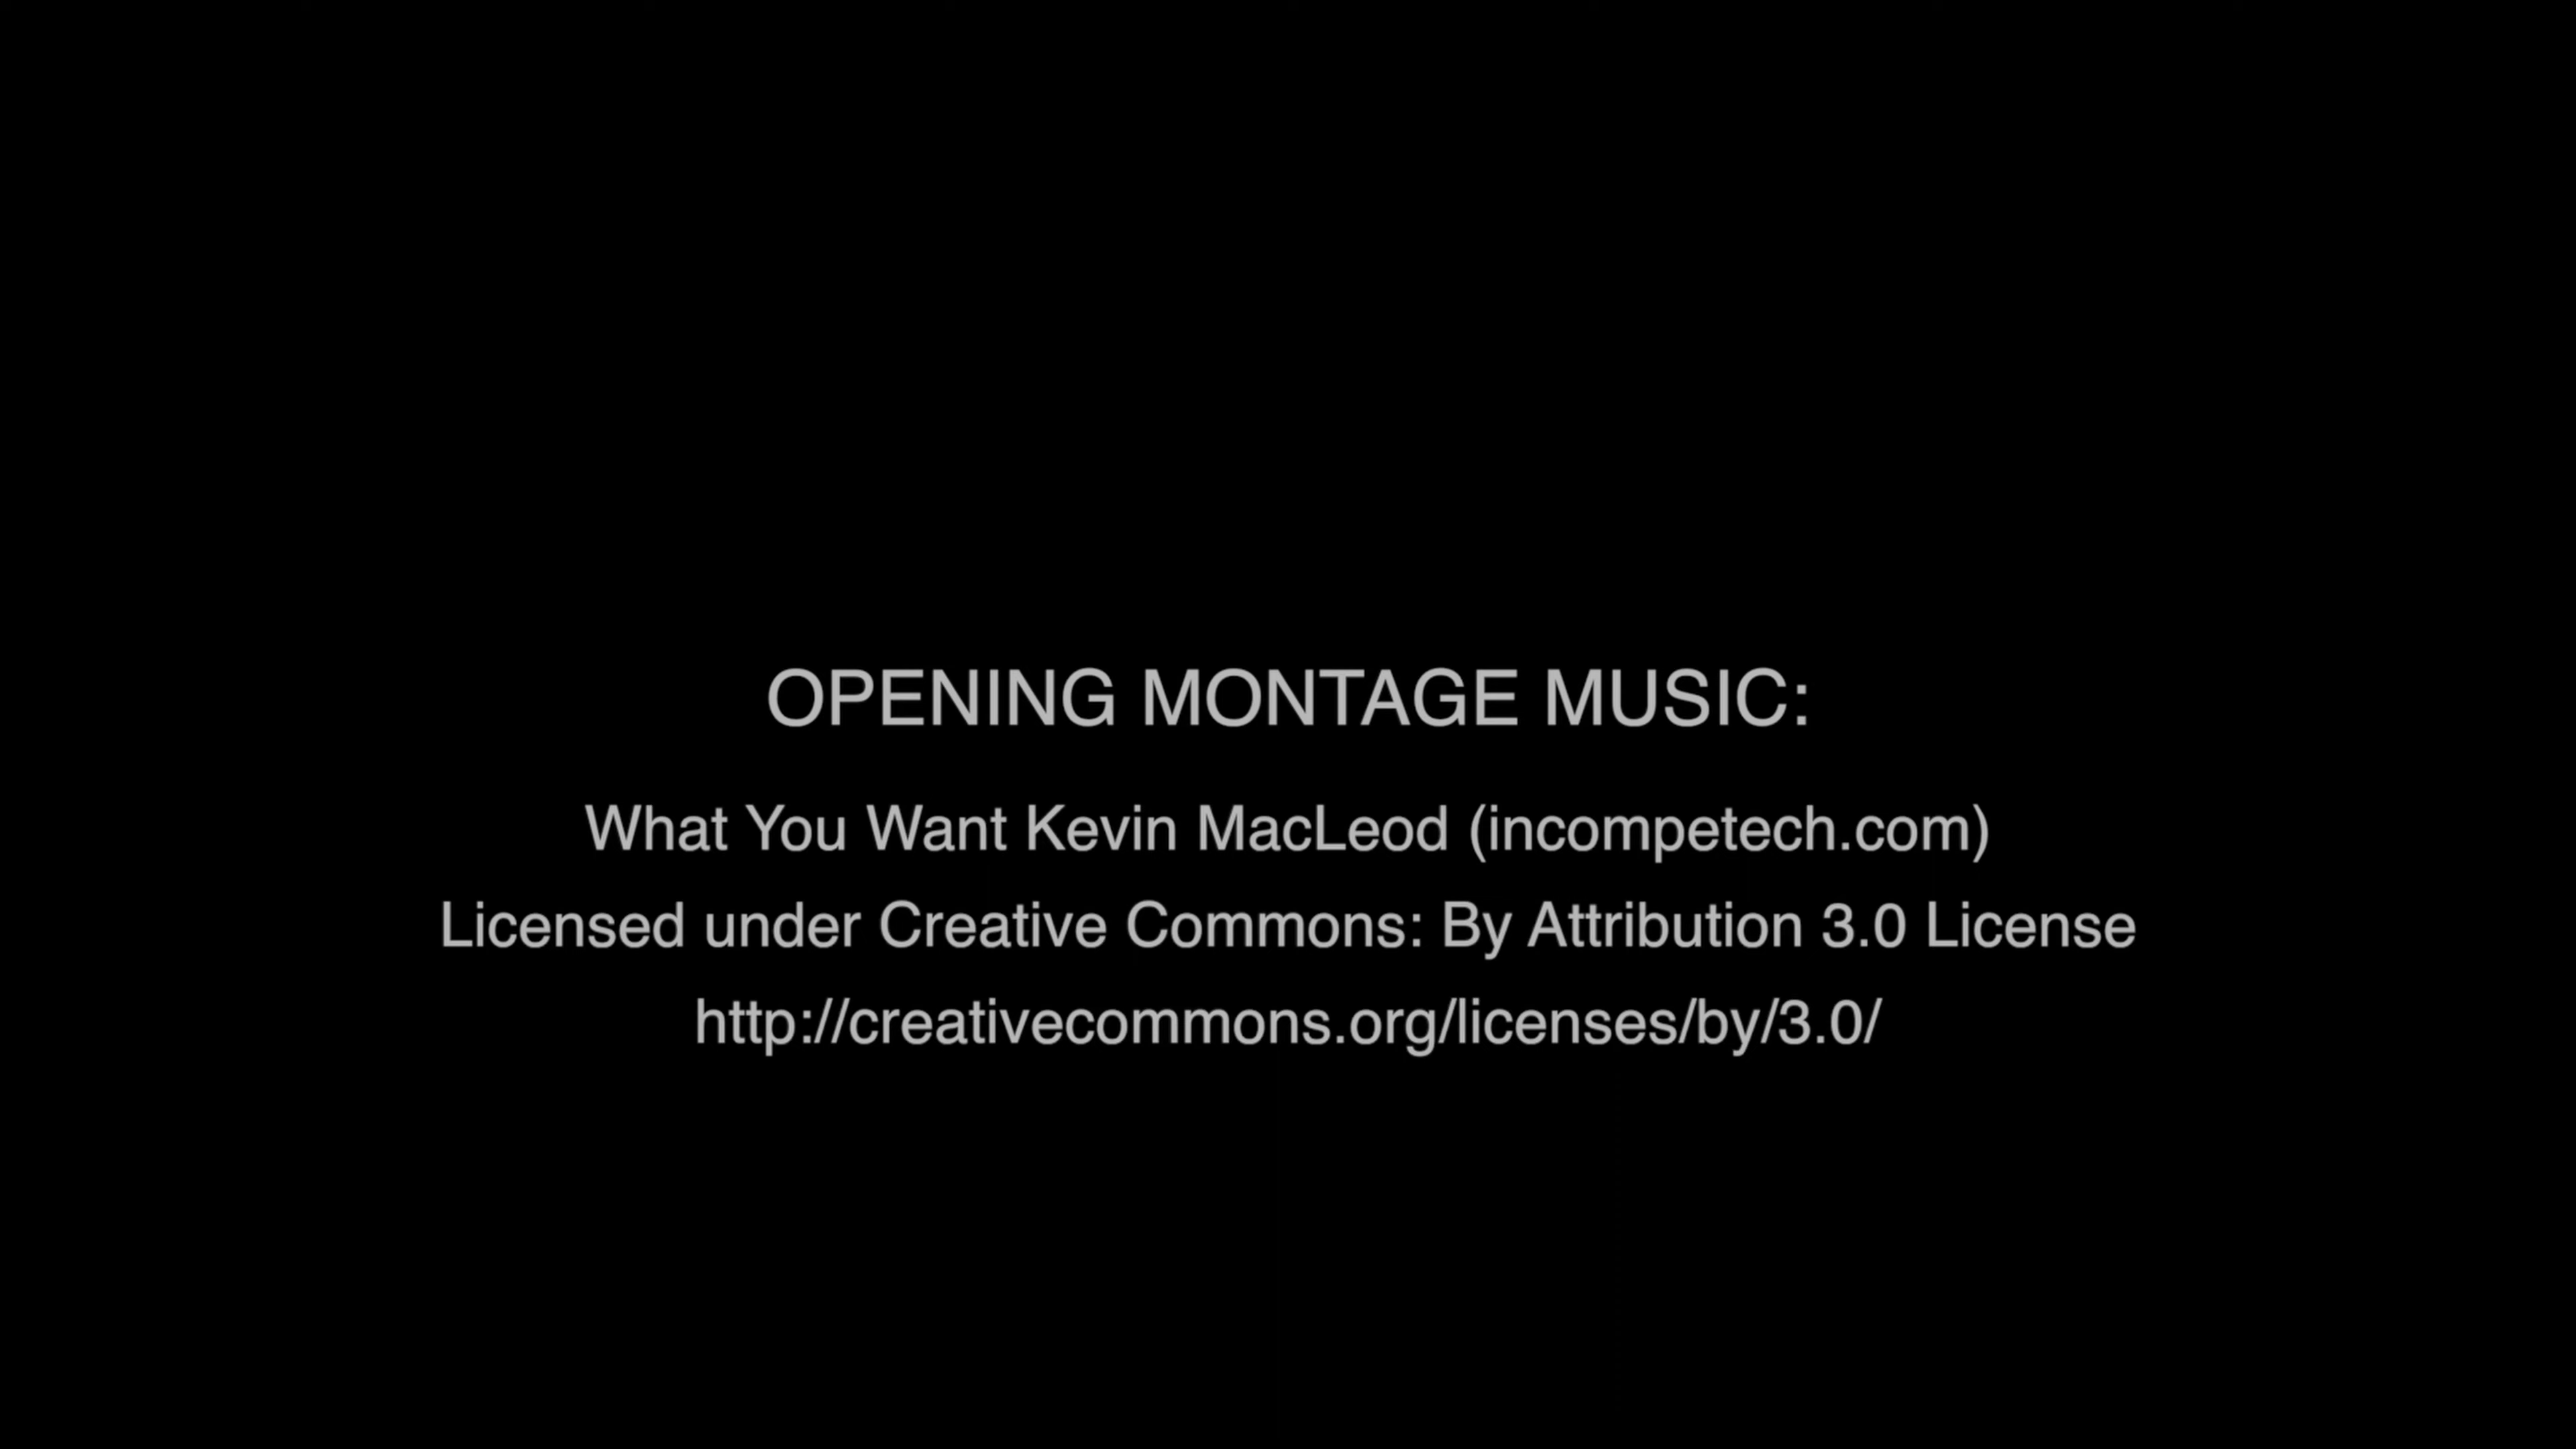 OPENING MONTAGE MUSIC:
What You Want Kevin MacLeod (incompetech.com)
Licensed under Creative Commons: By Attribution 3.0 License
http://creativecommons.org/licenses/by/3.0/